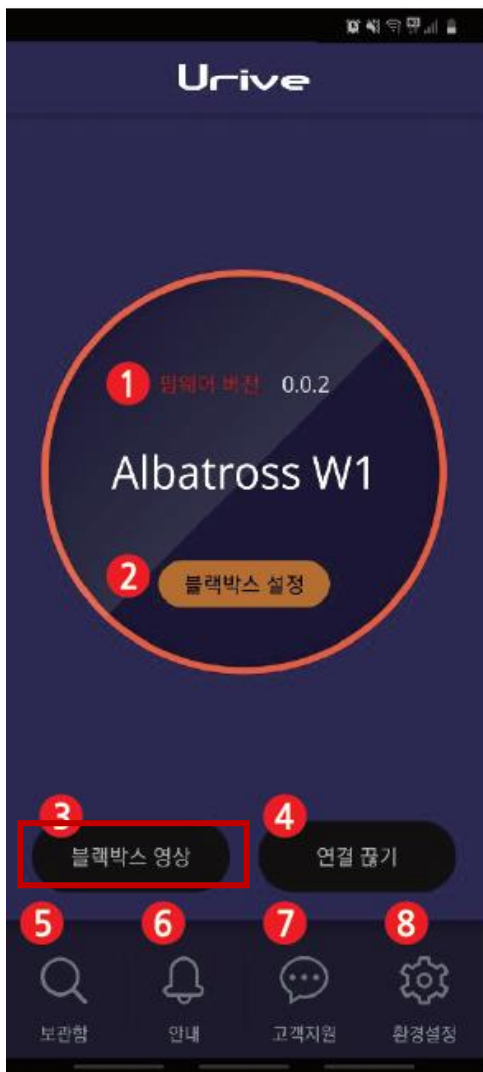 Urive
1 펌웨어 버전 0.0.2
Albatross W1
2 블랙박스 설정
3 4
블랙박스 영상 연결 끊기
5 6 7 8
보관함 안내 고객지원 환경설정